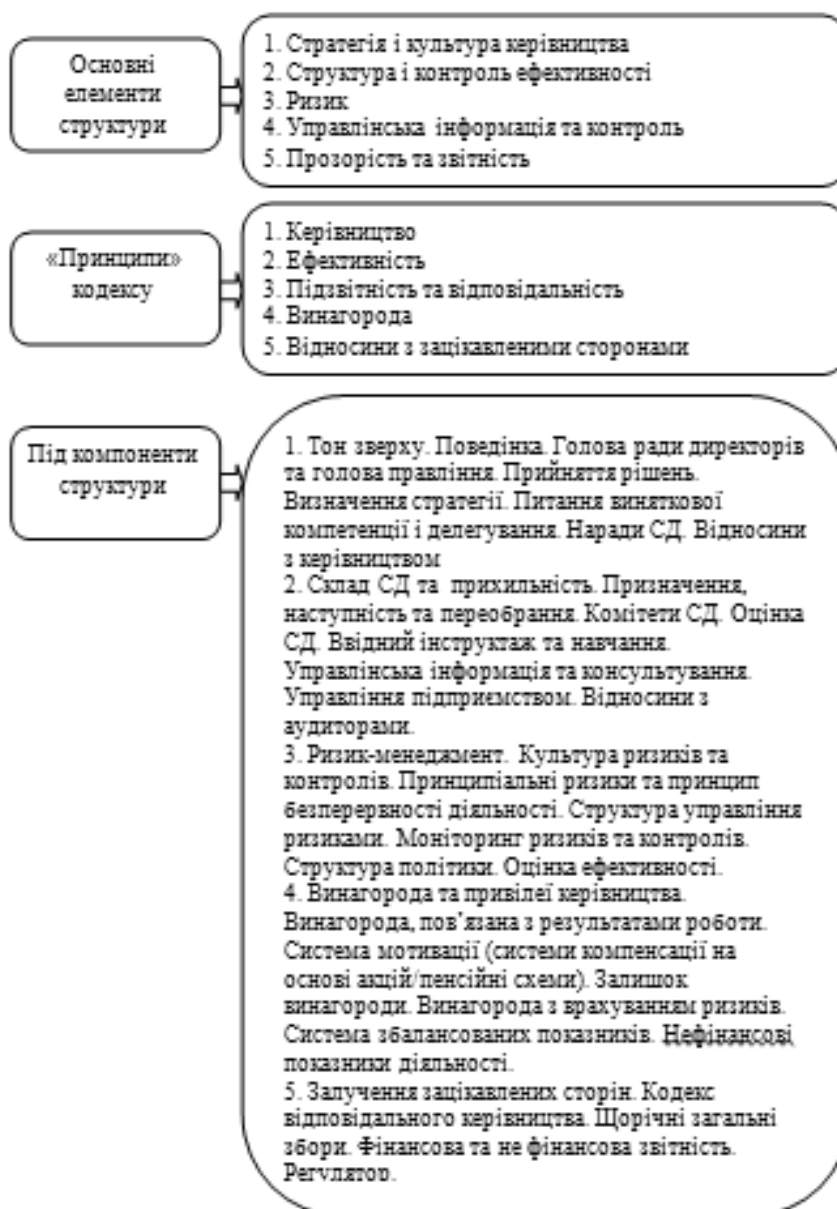 Основні
елементи
структури
1. Стратегія і культура керівництва
2. Структура і контроль ефективності
3. Ризик
4. Управлінська інформація та контроль
5. Прозорість та звітність
«Принципи»
кодексу
1. Керівництво
2. Ефективність
3. Підзвітність та відповідальність
4. Винагорода
5. Відносини з зацікавленими сторонами
Під компоненти
структури
1. Тон зверху. Поведінка. Голова ради директорів
та голова правління. Прийняття рішень.
Визначення стратегії. Питання виняткової
компетенції і делегування. Наради СД. Відносини
з керівництвом
2. Склад СД та прихильність. Призначення,
наступність та переобрання. Комітети СД. Оцінка
СД. Ввідний інструктаж та навчання.
Управлінська інформація та консультування.
Управління підприємством. Відносини з
аудиторами.
3. Ризик-менеджмент. Культура ризиків та
контролів. Принципіальні ризики та принцип
безперервності діяльності. Структура управління
ризиками. Моніторинг ризиків та контролів.
Структура політики. Оцінка ефективності.
4. Винагорода та привілеї керівництва.
Винагорода, пов’язана з результатами роботи.
Система мотивації (системи компенсації на
основі акцій/пенсійні схеми). Залишок
винагороди. Винагорода з врахуванням ризиків.
Система збалансованих показників. Нефінансові
показники діяльності.
5. Залучення зацікавлених сторін. Кодекс
відповідального керівництва. Щорічні загальні
збори. Фінансова та не фінансова звітність.
Регулятор.